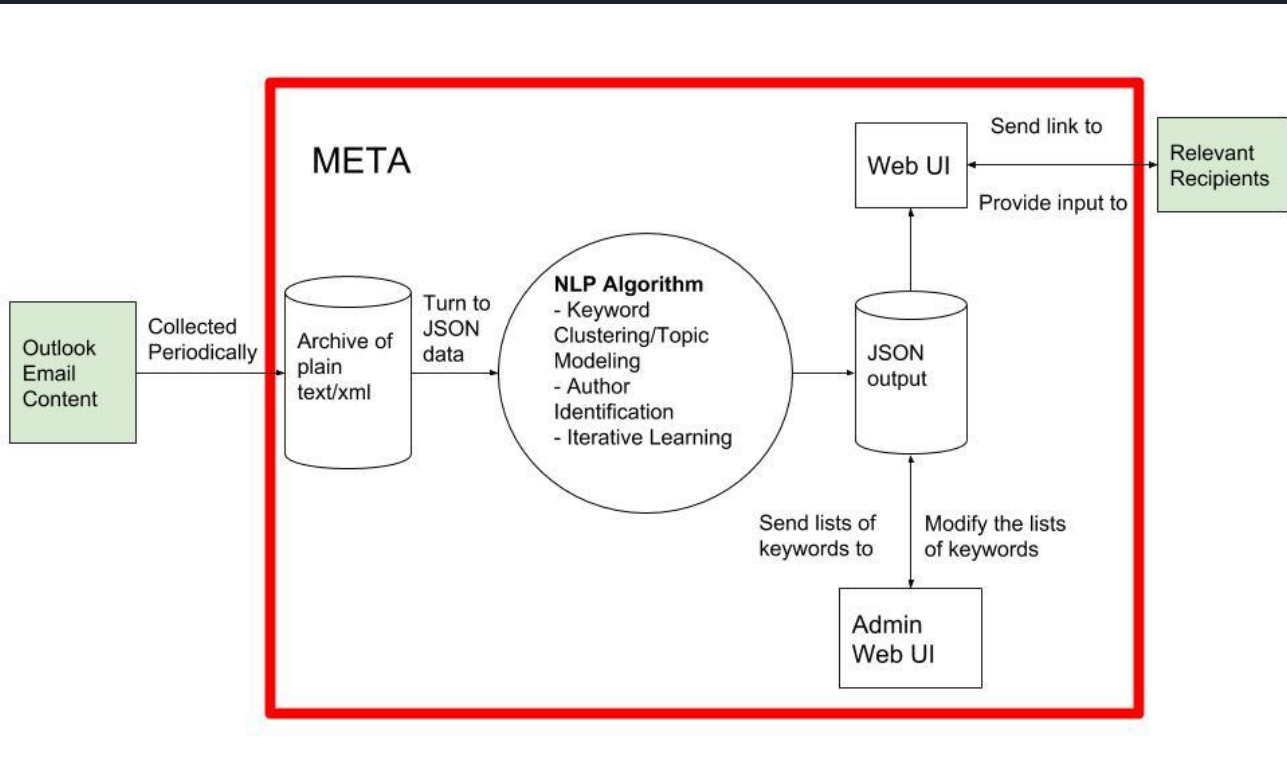 META
Outlook
Email
Content
Collected
Periodically
Archive of
plain
text/xml
Turn to
JSON
data
NLP Algorithm
- Keyword
Clustering/Topic
Modeling
- Author
Identification
- Iterative Learning
JSON
output
Web UI
Send link to
Provide input to
Relevant
Recipients
Send lists of
keywords to
Modify the lists
of keywords
Admin
Web UI